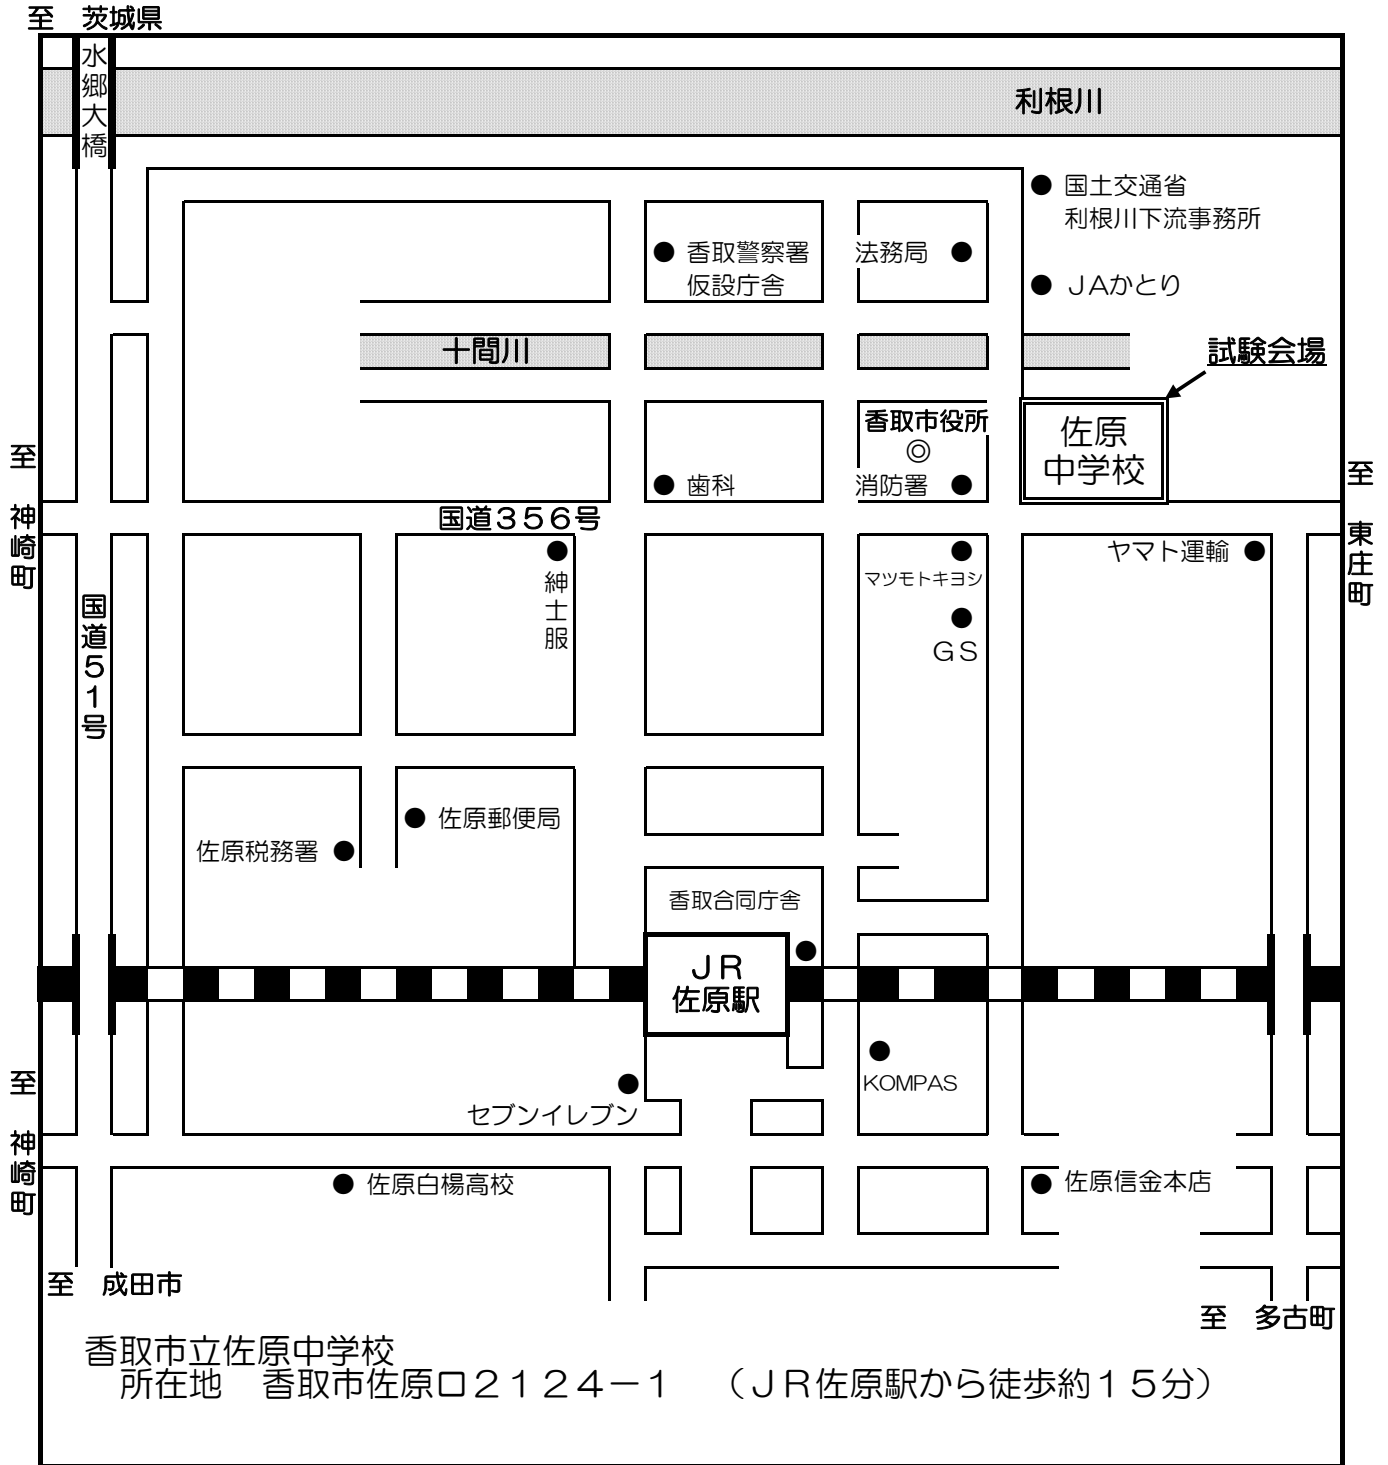 至　茨城県
水郷大橋
利根川
国土交通省
利根川下流事務所
香取警察署
仮設庁舎
法務局
ＪＡかとり
十間川
試験会場
香取市役所
◎
佐原
中学校
至　神崎町
歯科
消防署
至　東庄町
国道３５６号
紳士服
マツモトキヨシ
ヤマト運輸
国道５１号
ＧＳ
佐原郵便局
佐原税務署
香取合同庁舎
ＪＲ
佐原駅
至　神崎町
セブンイレブン
KOMPAS
佐原白楊高校
佐原信金本店
至　成田市
至　多古町
香取市立佐原中学校
所在地　香取市佐原ロ２１２４－１　（ＪＲ佐原駅から徒歩約１５分）